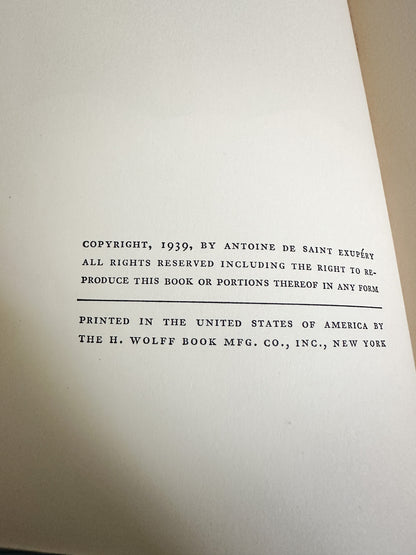 COPYRIGHT, 1939, BY ANTOINE DE SAINT EXUPÉRY
ALL RIGHTS RESERVED INCLUDING THE RIGHT TO RE-
PRODUCE THIS BOOK OR PORTIONS THEREOF IN ANY FORM
PRINTED IN THE UNITED STATES OF AMERICA BY
THE H. WOLFF BOOK MFG. CO., INC., NEW YORK